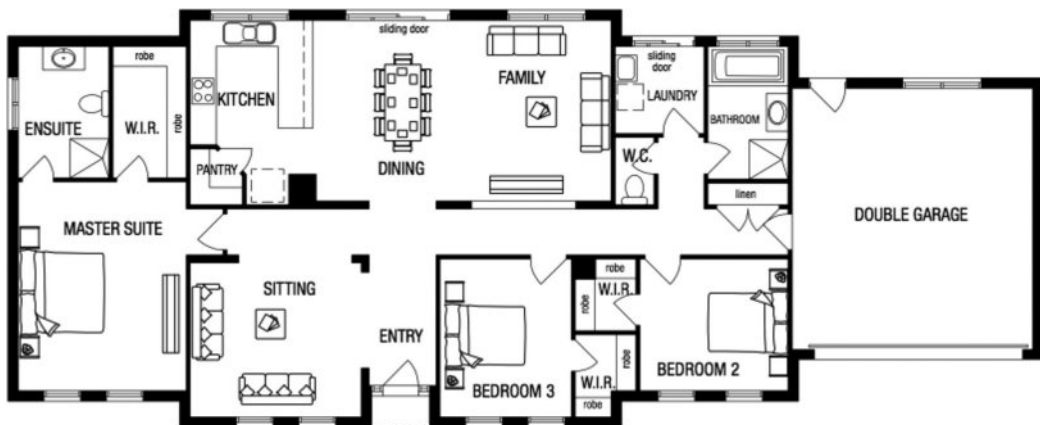 sliding door
robe
sliding
door
FAMILY
LAUNDRY
KITCHEN
ENSUITE
W.I.R.
robe
BATHROOM
W.C.
PANTRY
DINING
linen
MASTER SUITE
DOUBLE GARAGE
robe
SITTING
W.I.R.
robe
ENTRY
robe
W.I.R.
BEDROOM 2
BEDROOM 3
robe